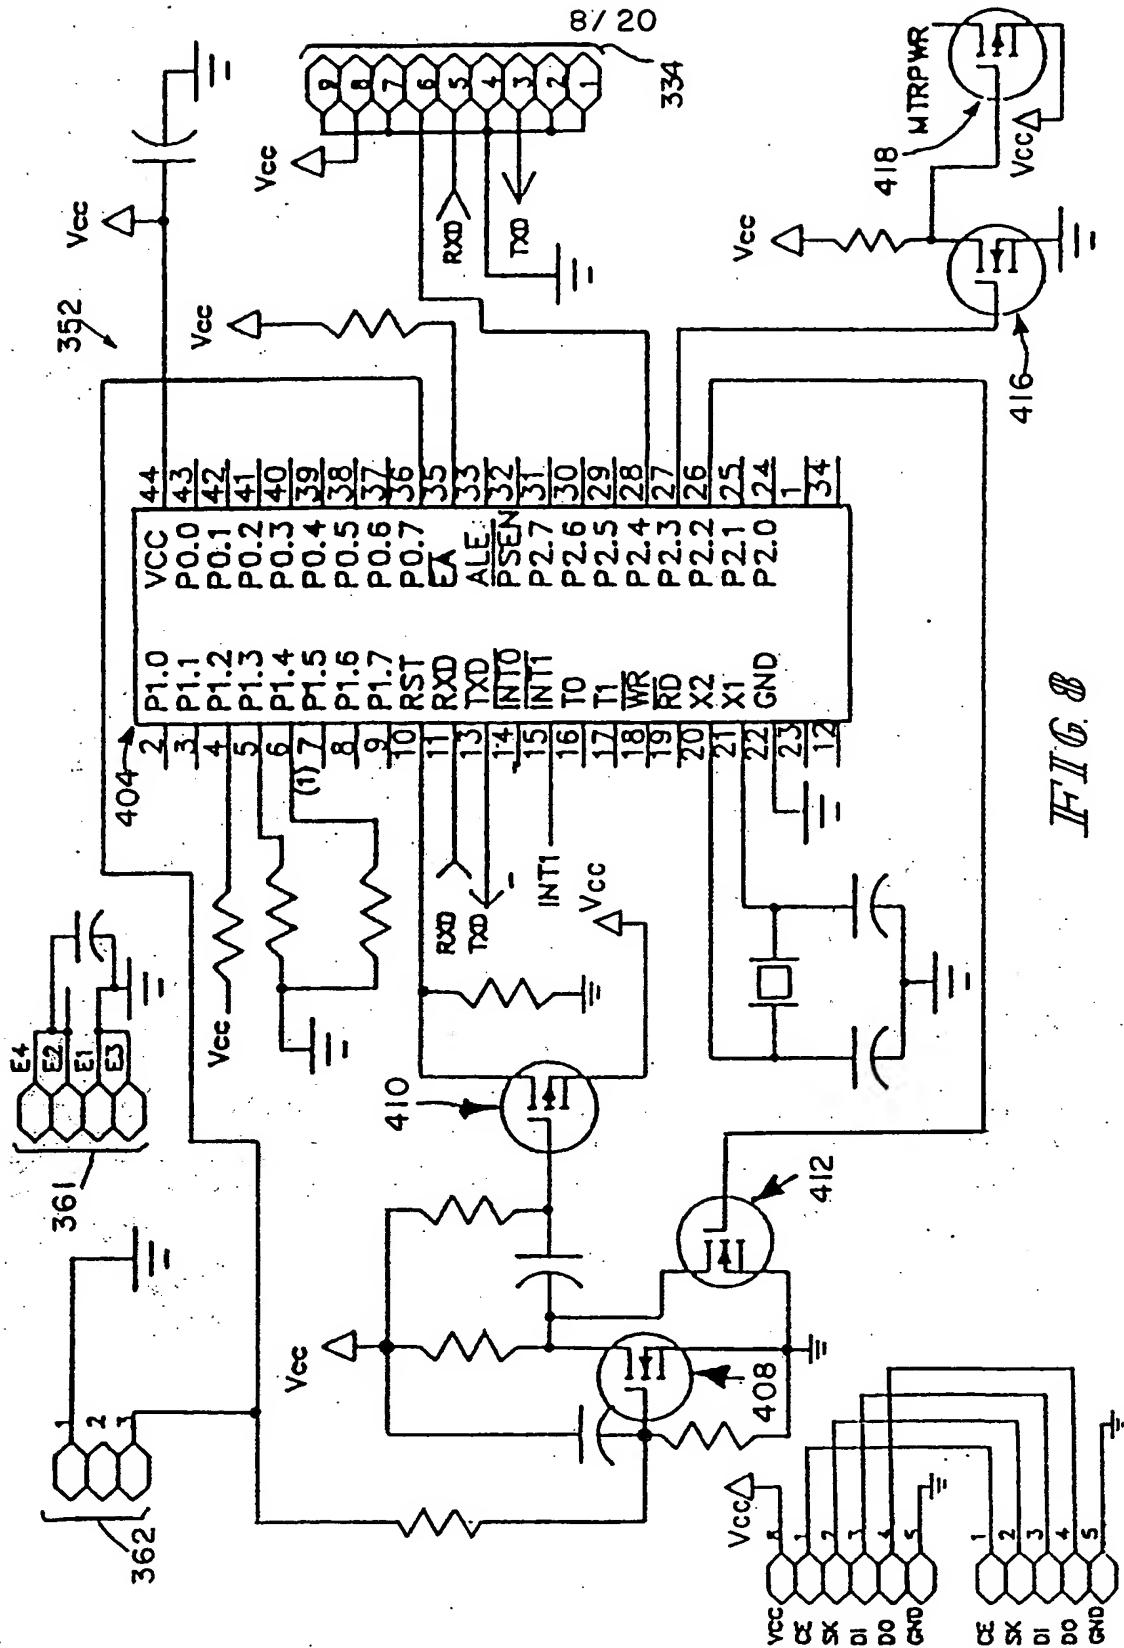 8/20
334
9
8
7
6
5
4
3
2
1
Vcc
Vcc
RXD
TXD
352
Vcc
Vcc
MTRPWR
418
Vcc
416
404
2 P1.0
3 P1.1
4 P1.2
5 P1.3
6 P1.4
(1) 7 P1.5
8 P1.6
9 P1.7
10 RST
11 RXD
13 TXD
14 INT0
15 INT1
16 T0
17 T1
18 WR
19 RD
20 X2
21 X1
22 GND
23
12
VCC 44
P0.0 43
P0.1 42
P0.2 41
P0.3 40
P0.4 39
P0.5 38
P0.6 37
P0.7 36
EA 35
ALE 33
PSEN 32
P2.7 31
P2.6 30
P2.5 29
P2.4 28
P2.3 27
P2.2 26
P2.1 25
P2.0 24
1
34
E4
E2
E1
E3
361
Vcc
RXD
TXD
INT1
Vcc
410
412
408
Vcc
1
2
3
362
Vcc
VCC 8
CE 1
SK 2
DI 3
DO 4
GND 5
CE 1
SK 2
DI 3
DO 4
GND 5
FIG. 8